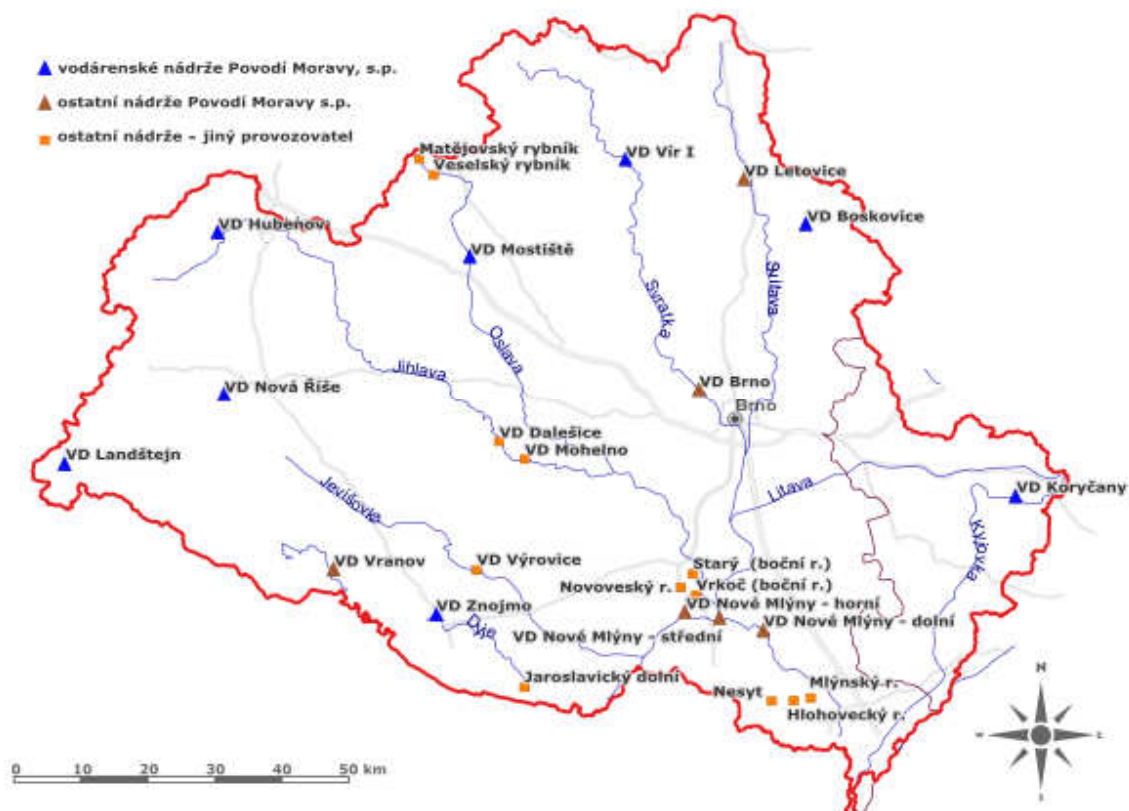 vodárenské nádrže Povodí Moravy, s.p.
ostatní nádrže Povodí Moravy s.p.
ostatní nádrže - jiný provozovatel
Matějovský rybník
Veselský rybník
VD Vír I
VD Letovice
VD Hubenov
VD Boskovice
VD Mostiště
Svratka
Svitava
Oslava
Jihlava
VD Nová Říše
VD Brno
Brno
VD Dalešice
VD Mohelno
VD Landštejn
Jevišovka
Litava
VD Koryčany
Kyjovka
VD Vranov
VD Výrovice
Starý (boční r.)
Novoveský r.
Vrkoč (boční r.)
VD Znojmo
Dyje
VD Nové Mlýny - horní
VD Nové Mlýny - střední
VD Nové Mlýny - dolní
Jaroslavický dolní
Nesyt
Mlýnský r.
Hlohovecký r.
N
0 10 20 30 40 50 km